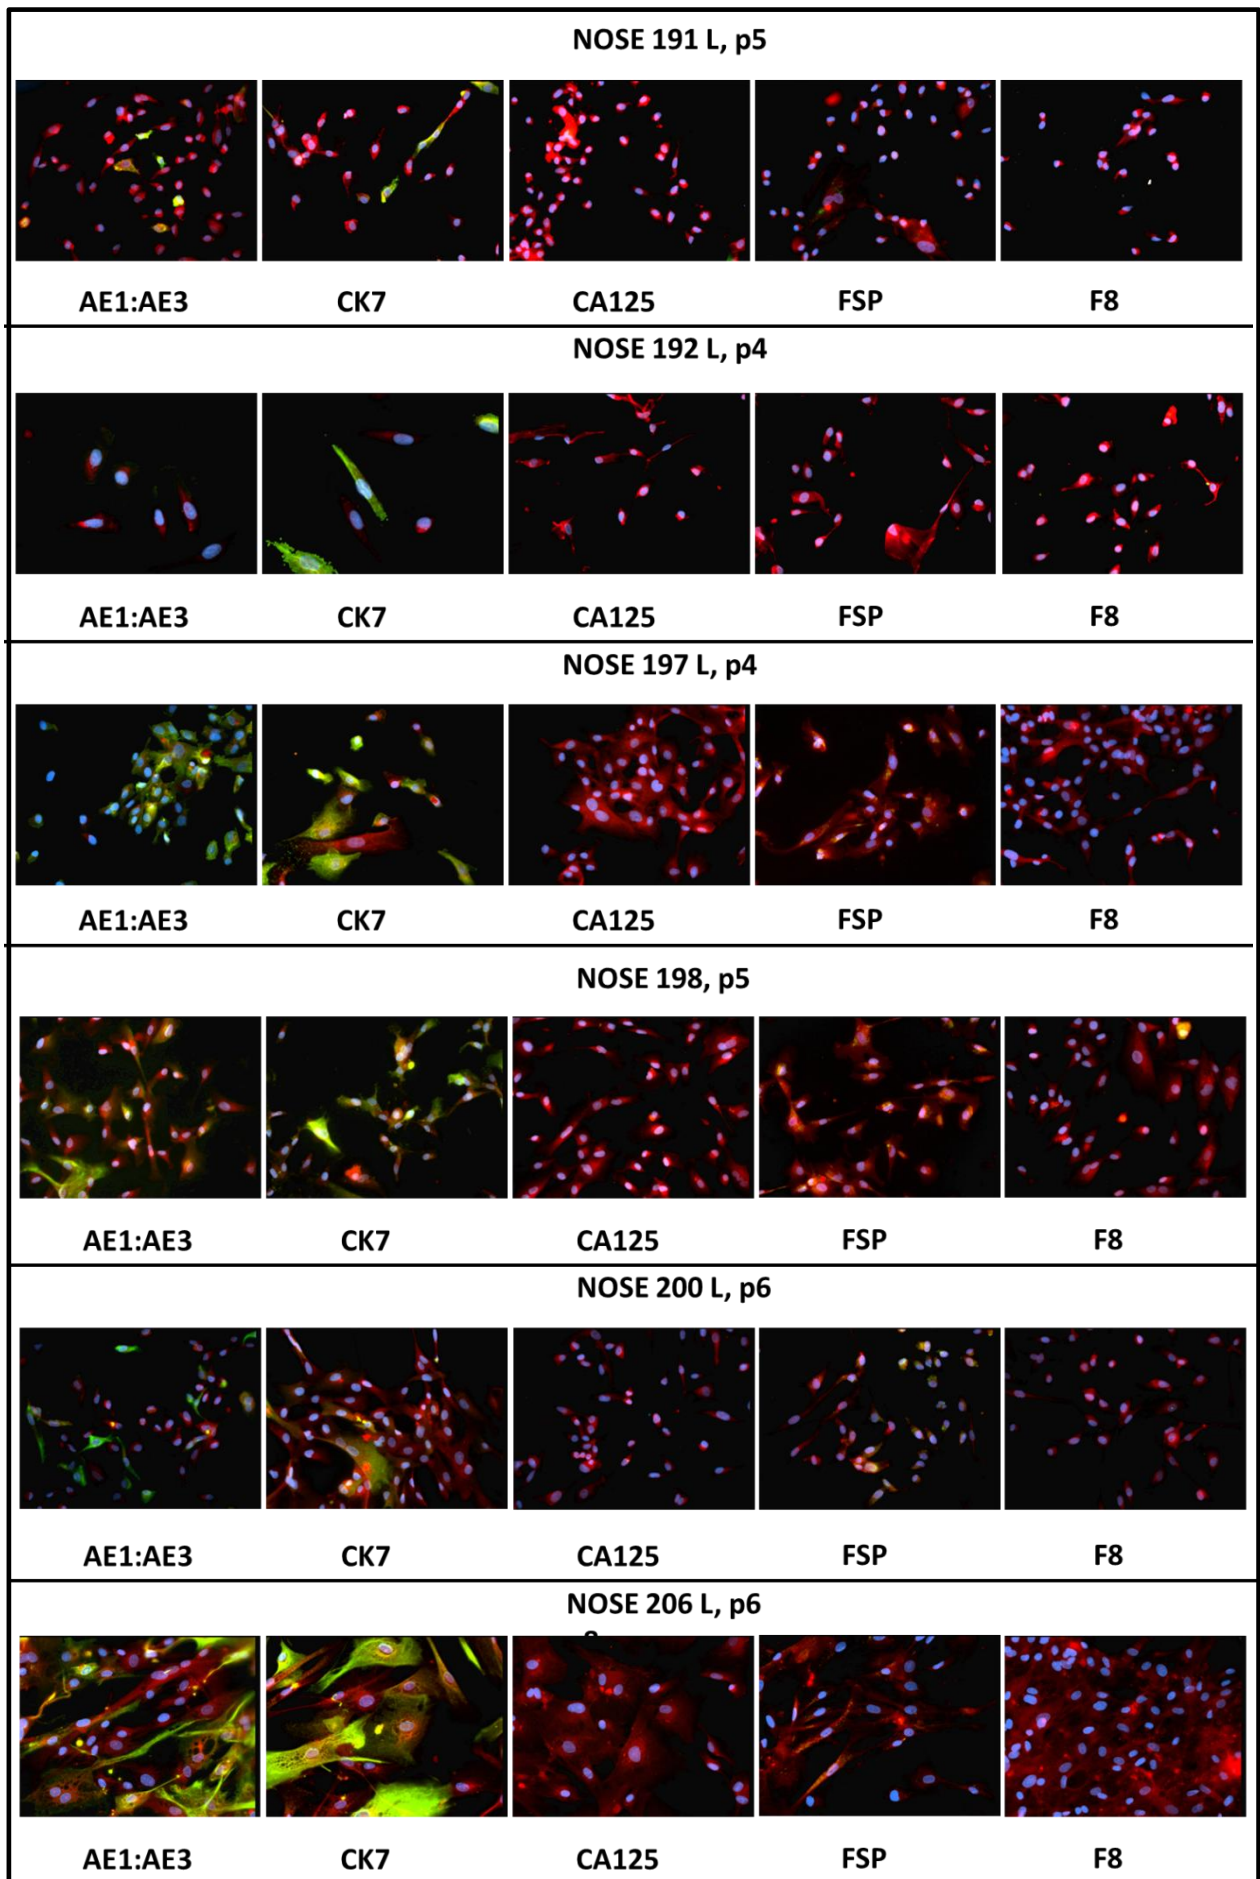 NOSE 191 L, p5
AE1:AE3 CK7 CA125 FSP F8
NOSE 192 L, p4
AE1:AE3 CK7 CA125 FSP F8
NOSE 197 L, p4
AE1:AE3 CK7 CA125 FSP F8
NOSE 198, p5
AE1:AE3 CK7 CA125 FSP F8
NOSE 200 L, p6
AE1:AE3 CK7 CA125 FSP F8
NOSE 206 L, p6
AE1:AE3 CK7 CA125 FSP F8